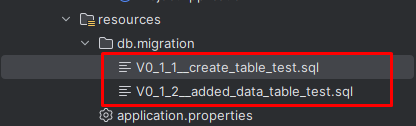 resources
db.migration
V0_1_1__create_table_test.sql
V0_1_2__added_data_table_test.sql
application.properties